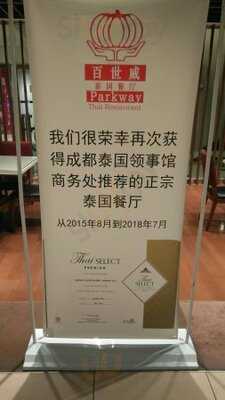 百世威
泰国餐厅
Parkway
Thai Restaurant
我们很荣幸再次获
得成都泰国领事馆
商务处推荐的正宗
泰国餐厅
从2015年8月到2018年7月
Thai SELECT
PREMIUM
Thai
SELECT